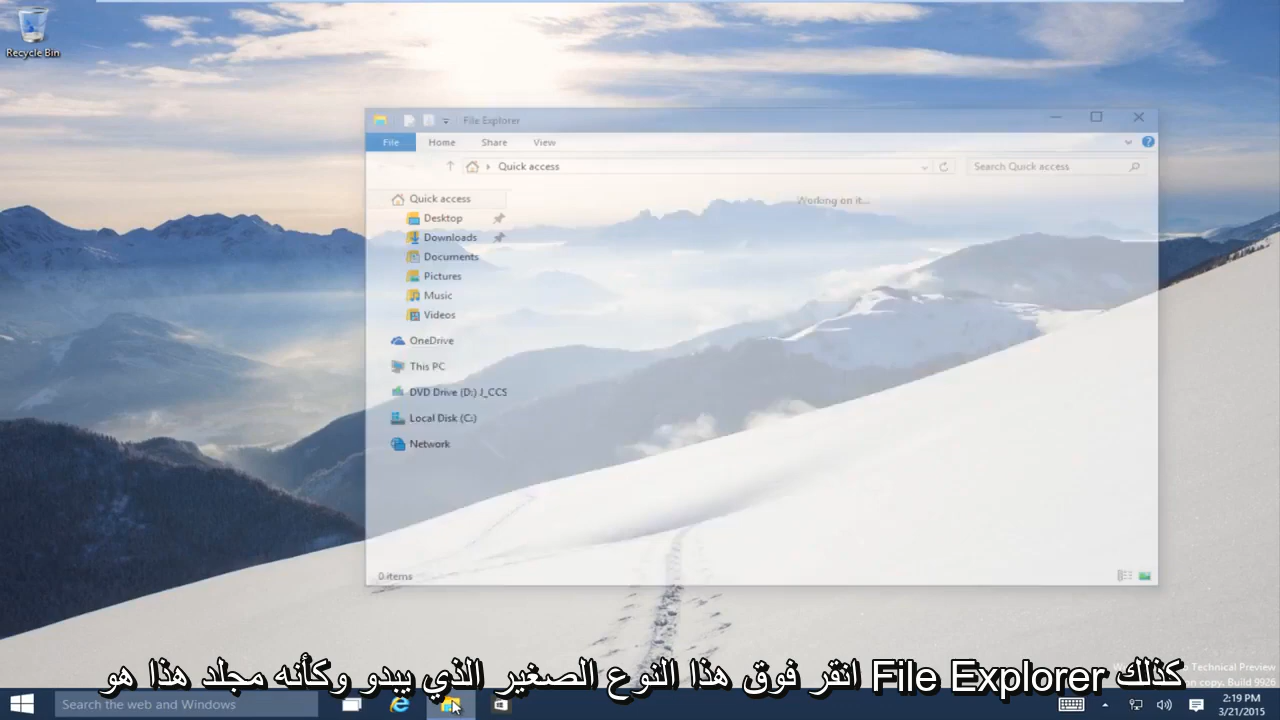 Recycle Bin
File Explorer
File Home Share View
Quick access
Search Quick access
Quick access
Desktop
Downloads
Documents
Pictures
Music
Videos
OneDrive
This PC
DVD Drive (D:) J_CCS
Local Disk (C:)
Network
Working on it...
0 items
Technical Preview
copy. Build 9926
كذلك File Explorer انقر فوق هذا النوع الصغير الذي يبدو وكأنه مجلد هذا هو
Search the web and Windows
2:19 PM
3/21/2015